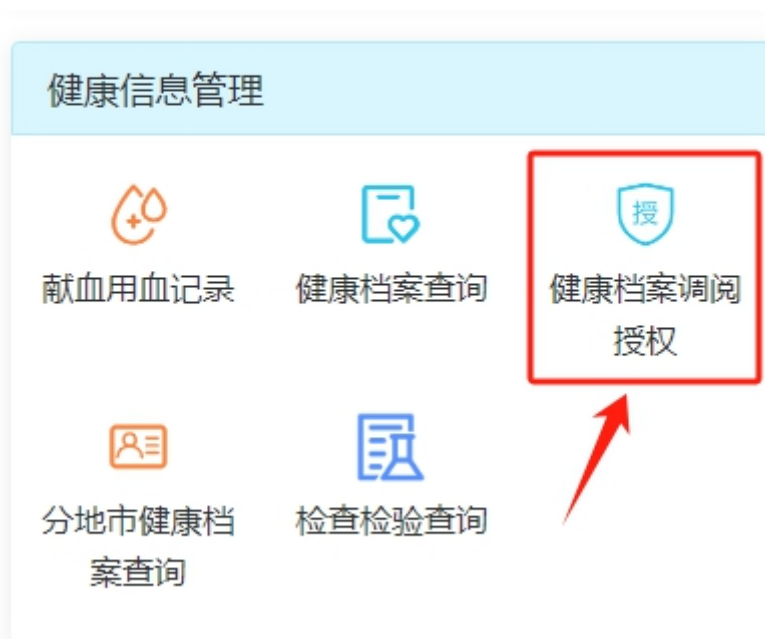 健康信息管理
授
献血用血记录
健康档案查询
健康档案调阅
授权
分地市健康档
案查询
检查检验查询